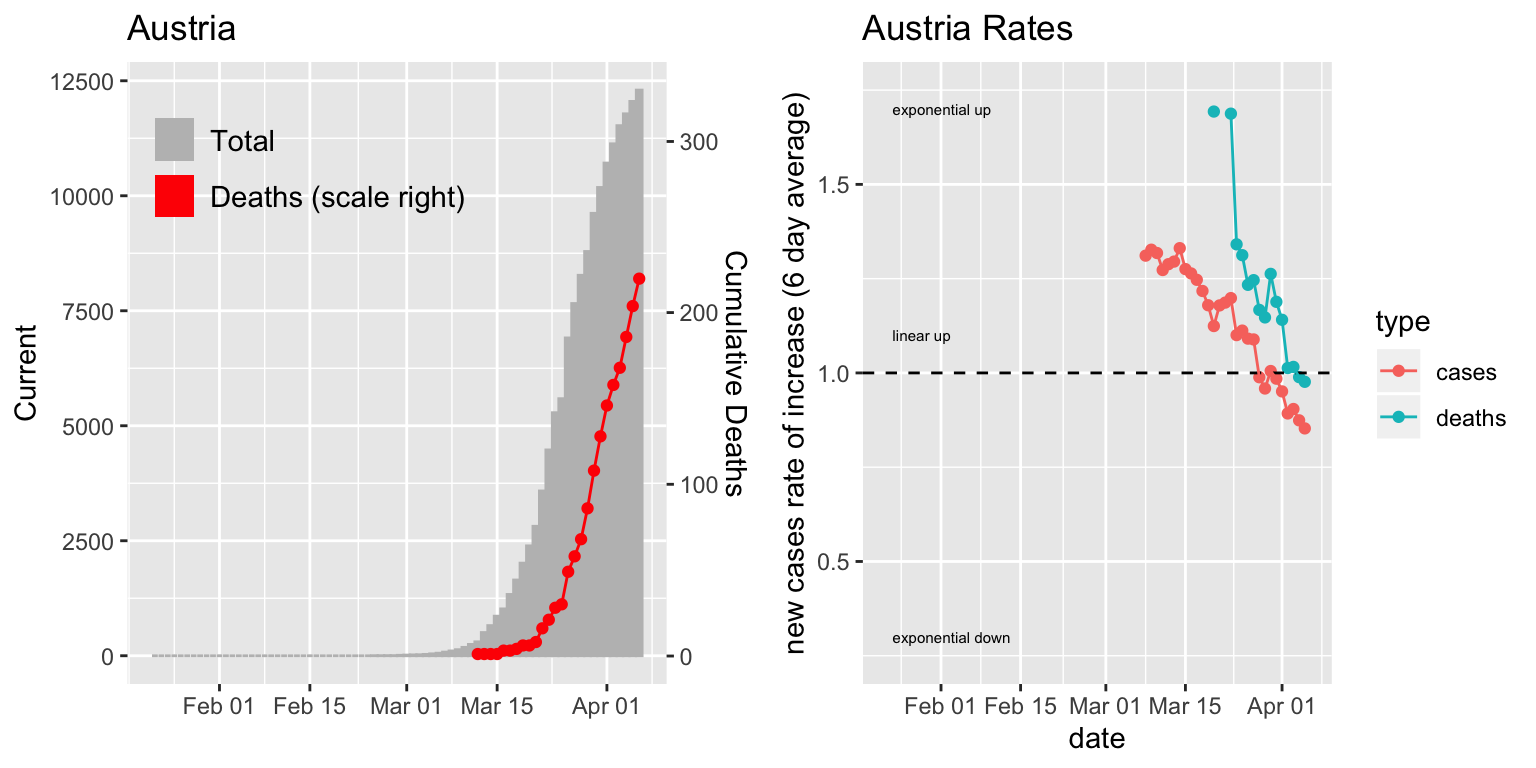 Austria
12500
10000
7500
5000
2500
0
Current
Total
Deaths (scale right)
300
200
100
0
Cumulative Deaths
Feb 01
Feb 15
Mar 01
Mar 15
Apr 01
Austria Rates
new cases rate of increase (6 day average)
1.5
1.0
0.5
exponential up
linear up
exponential down
Feb 01
Feb 15
Mar 01
Mar 15
Apr 01
date
type
cases
deaths